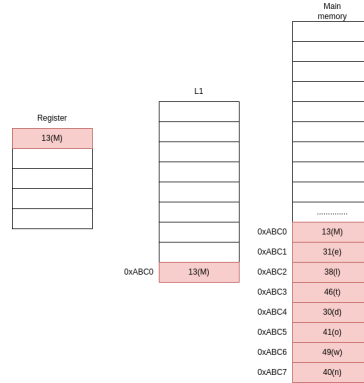 Main
memory
L1
Register
13(M)
..............
0xABC0 13(M)
0xABC0 13(M)
0xABC1 31(e)
0xABC2 38(l)
0xABC3 46(t)
0xABC4 30(d)
0xABC5 41(o)
0xABC6 49(w)
0xABC7 40(n)